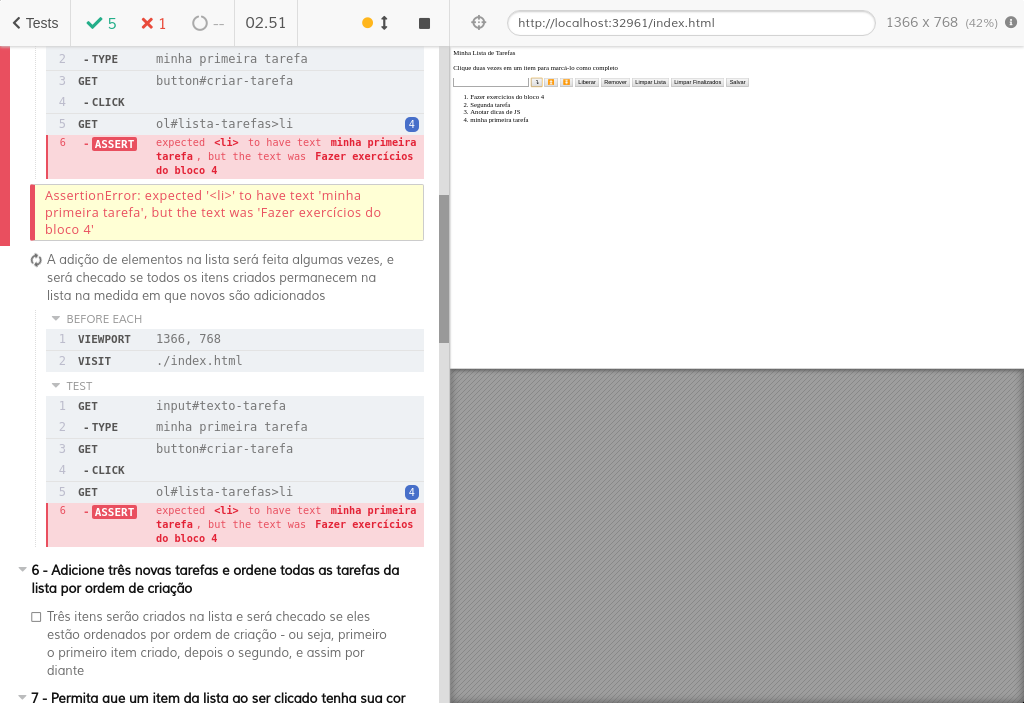 Tests 5 1 -- 02.51
http://localhost:32961/index.html 1366 x 768 (42%)
2 -TYPE minha primeira tarefa
3 GET button#criar-tarefa
4 -CLICK
5 GET ol#lista-tarefas>li 4
6 -ASSERT expected <li> to have text minha primeira
tarefa, but the text was Fazer exercícios
do bloco 4
AssertionError: expected '<li>' to have text 'minha
primeira tarefa', but the text was 'Fazer exercícios do
bloco 4'
A adição de elementos na lista será feita algumas vezes, e
será checado se todos os itens criados permanecem na
lista na medida em que novos são adicionados
BEFORE EACH
1 VIEWPORT 1366, 768
2 VISIT ./index.html
TEST
1 GET input#texto-tarefa
2 -TYPE minha primeira tarefa
3 GET button#criar-tarefa
4 -CLICK
5 GET ol#lista-tarefas>li 4
6 -ASSERT expected <li> to have text minha primeira
tarefa, but the text was Fazer exercícios
do bloco 4
6 - Adicione três novas tarefas e ordene todas as tarefas da
lista por ordem de criação
Três itens serão criados na lista e será checado se eles
estão ordenados por ordem de criação - ou seja, primeiro
o primeiro item criado, depois o segundo, e assim por
diante
7 - Permita que um item da lista ao ser clicado tenha sua cor
Minha Lista de Tarefas
Clique duas vezes em um item para marcá-lo como completo
Liberar Remover Limpar Lista Limpar Finalizados Salvar
1. Fazer exercícios do bloco 4
2. Segunda tarefa
3. Anotar dicas de JS
4. minha primeira tarefa